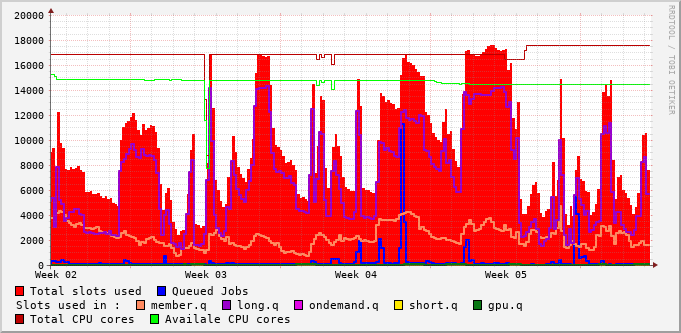 20000
18000
16000
14000
12000
10000
8000
6000
4000
2000
0
Week 02 Week 03 Week 04 Week 05
RRDTOOL / TOBI OETIKER
Total slots used Queued Jobs
Slots used in : member.q long.q ondemand.q short.q gpu.q
Total CPU cores Availale CPU cores